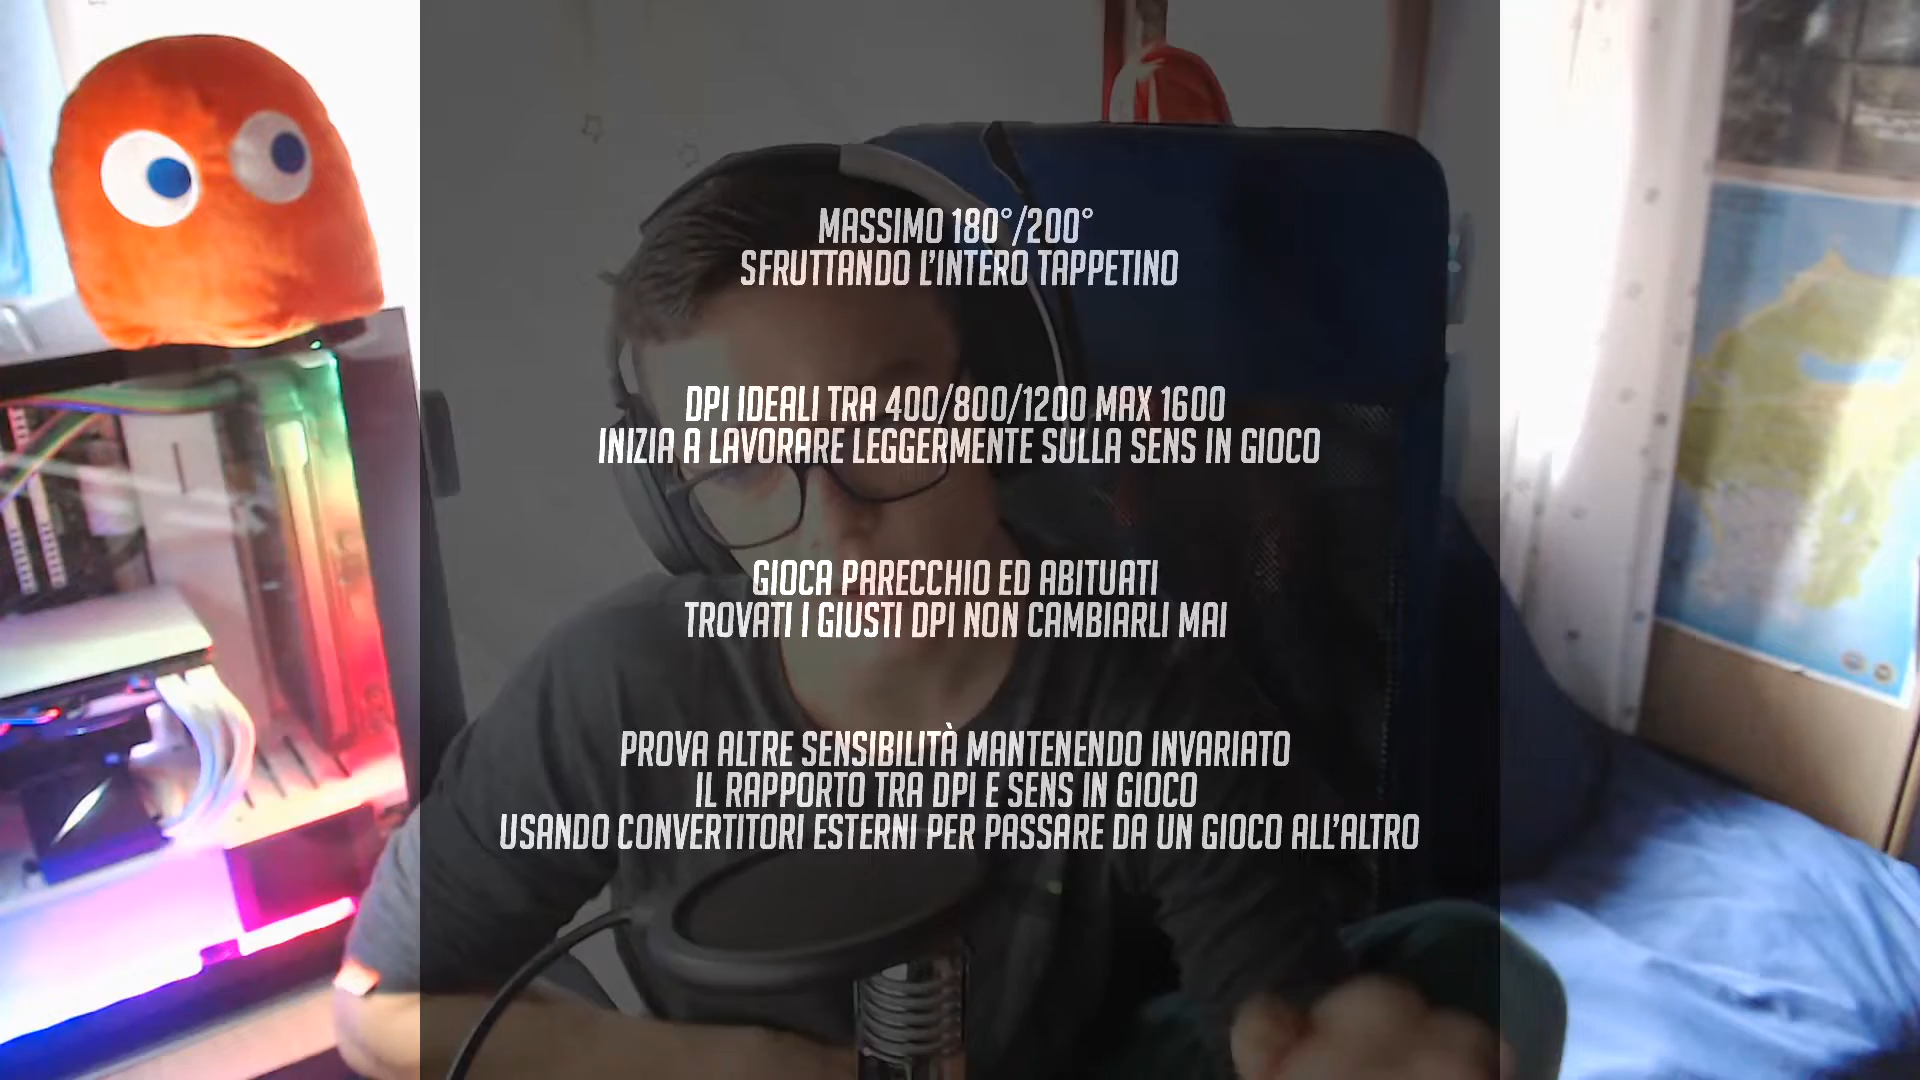 MASSIMO 180°/200°
SFRUTTANDO L'INTERO TAPPETINO
DPI IDEALI TRA 400/800/1200 MAX 1600
INIZIA A LAVORARE LEGGERMENTE SULLA SENS IN GIOCO
GIOCA PARECCHIO ED ABITUATI
TROVATI I GIUSTI DPI NON CAMBIARLI MAI
PROVA ALTRE SENSIBILITÀ MANTENENDO INVARIATO
IL RAPPORTO TRA DPI E SENS IN GIOCO
USANDO CONVERTITORI ESTERNI PER PASSARE DA UN GIOCO ALL'ALTRO